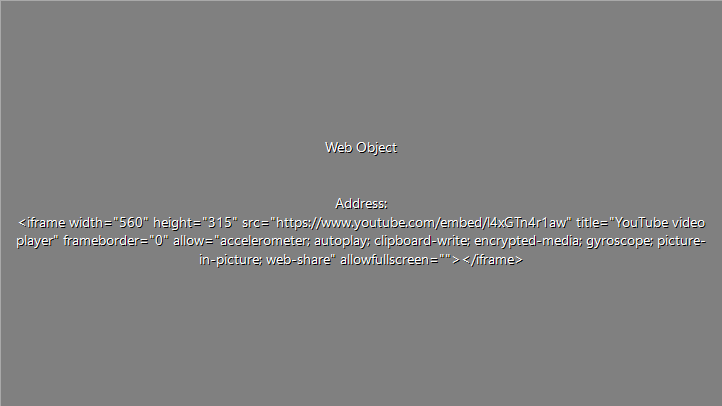 Web Object
Address:
<iframe width="560" height="315" src="https://www.youtube.com/embed/l4xGTn4r1aw" title="YouTube video
player" frameborder="0" allow="accelerometer; autoplay; clipboard-write; encrypted-media; gyroscope; picture-
in-picture; web-share" allowfullscreen=""></iframe>